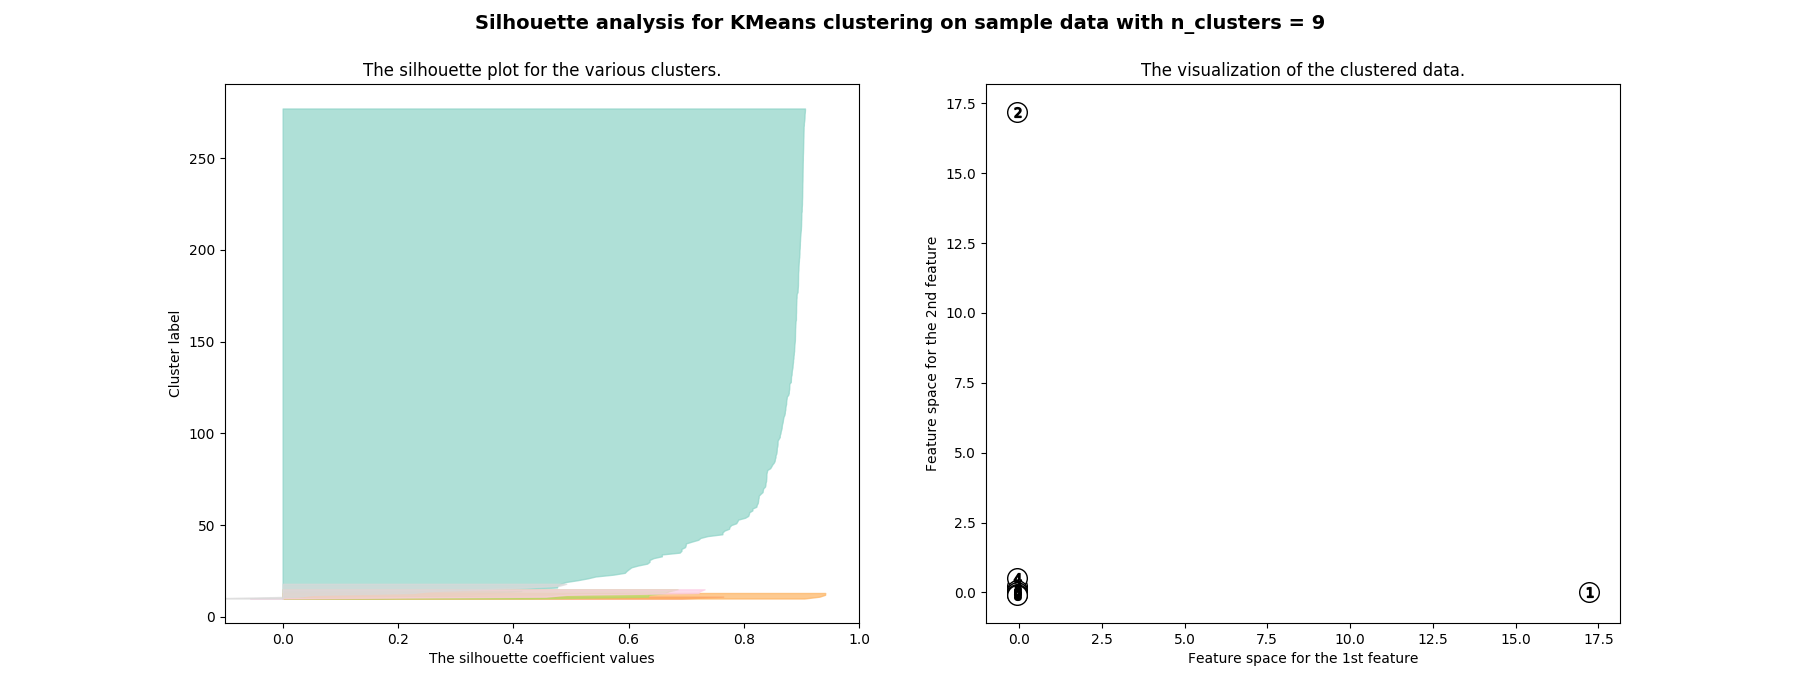 Silhouette analysis for KMeans clustering on sample data with n_clusters = 9
The silhouette plot for the various clusters.
250
200
150
100
50
0
Cluster label
0.0 0.2 0.4 0.6 0.8 1.0
The silhouette coefficient values
The visualization of the clustered data.
17.5
15.0
12.5
10.0
7.5
5.0
2.5
0.0
Feature space for the 2nd feature
2
4
1
0.0 2.5 5.0 7.5 10.0 12.5 15.0 17.5
Feature space for the 1st feature